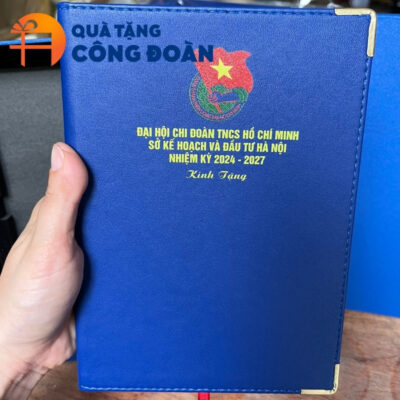 QUÀ TẶNG
CÔNG ĐOÀN
ĐẠI HỘI CHI ĐOÀN TNCS HỒ CHÍ MINH
SỞ KẾ HOẠCH VÀ ĐẦU TƯ HÀ NỘI
NHIỆM KỲ 2024 - 2027
Kính Tặng